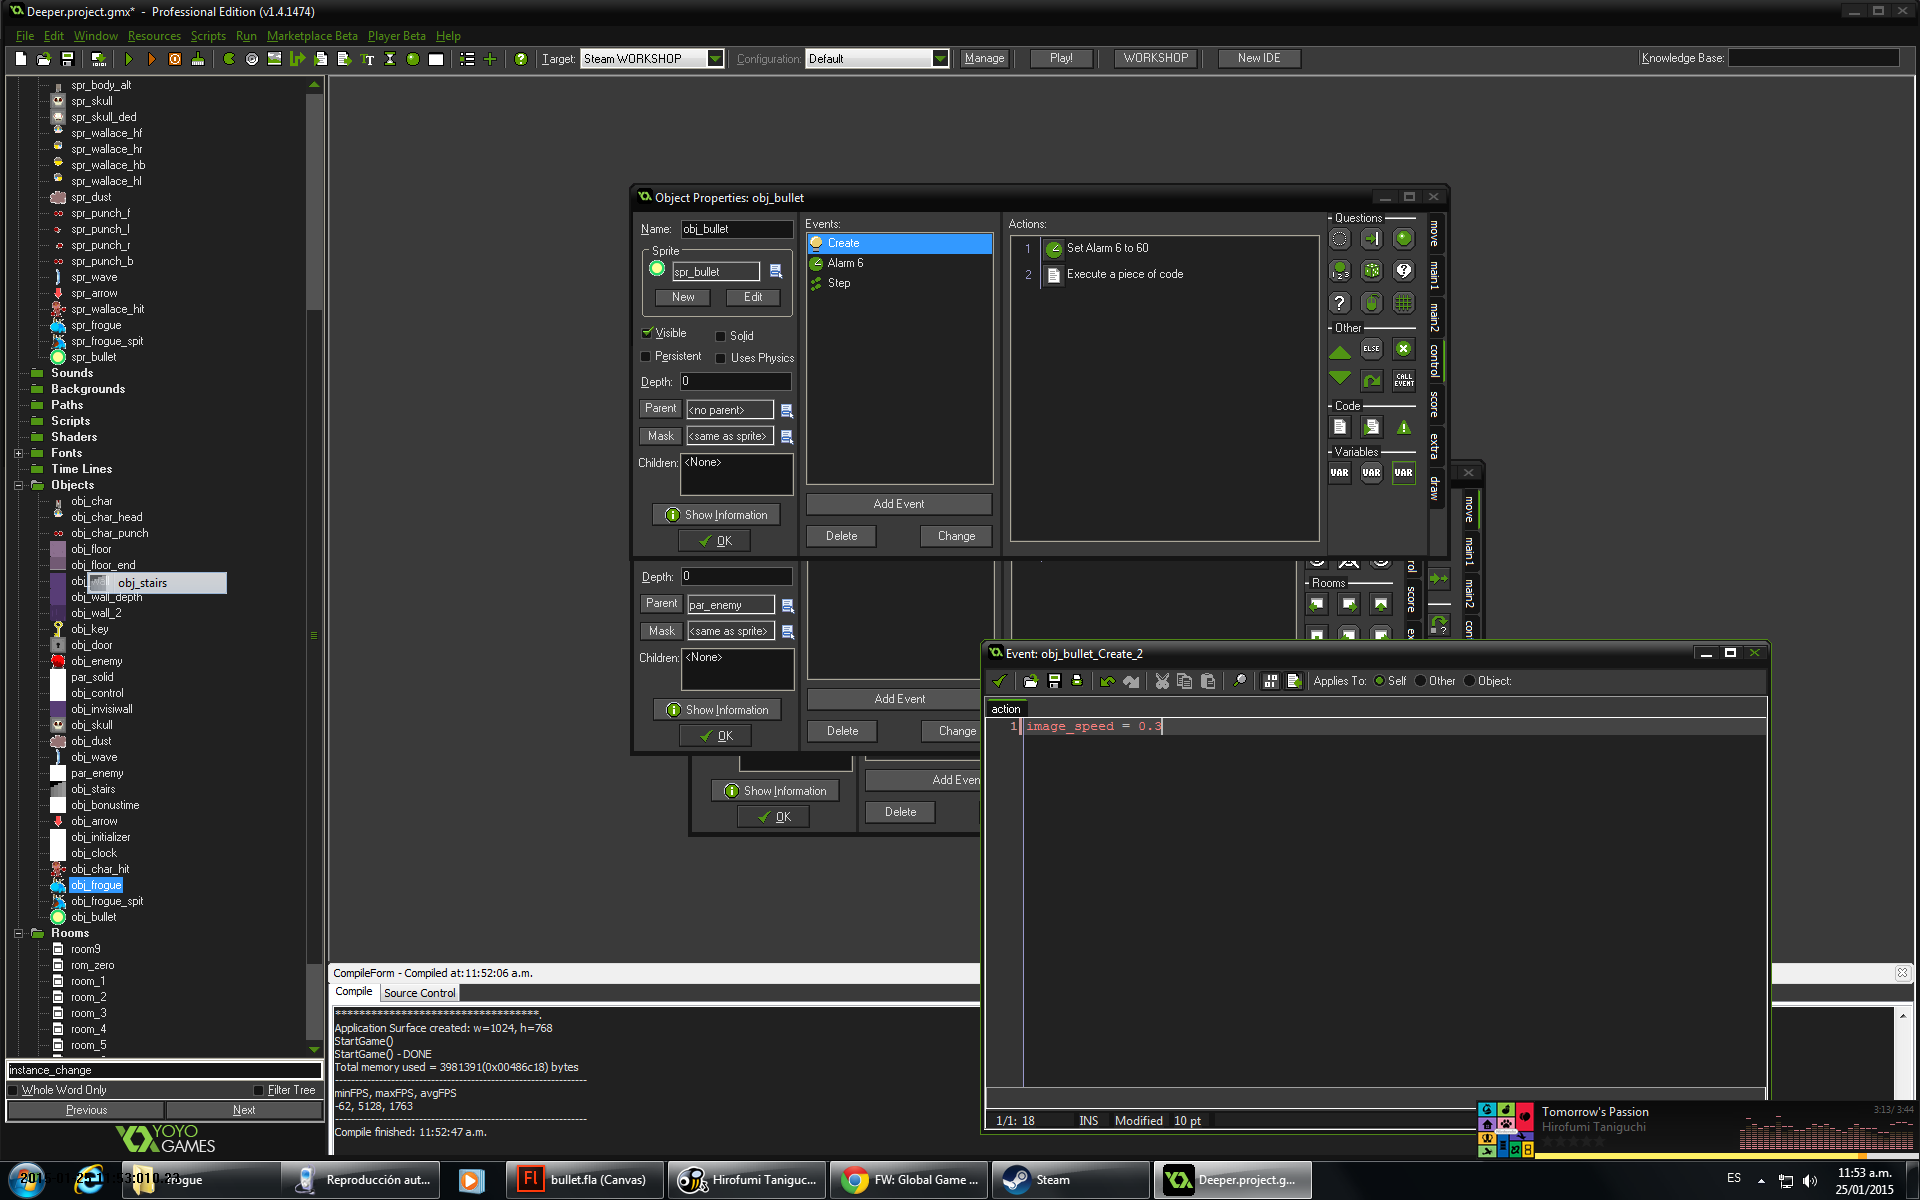 Deeper.project.gmx* - Professional Edition (v1.4.1474)
File Edit Window Resources Scripts Run Marketplace Beta Player Beta Help
Target: Steam WORKSHOP Configuration: Default Manage Play! WORKSHOP New IDE Knowledge Base:
spr_body_alt
spr_skull
spr_skull_ded
spr_wallace_hf
spr_wallace_hr
spr_wallace_hb
spr_wallace_hl
spr_dust
spr_punch_f
spr_punch_l
spr_punch_r
spr_punch_b
spr_wave
spr_arrow
spr_wallace_hit
spr_frogue
spr_frogue_spit
spr_bullet
Sounds
Backgrounds
Paths
Scripts
Shaders
Fonts
Time Lines
Objects
obj_char
obj_char_head
obj_char_punch
obj_floor
obj_floor_end
obj_stairs
obj_wall_depth
obj_wall_2
obj_key
obj_door
obj_enemy
par_solid
obj_control
obj_invisiwall
obj_skull
obj_dust
obj_wave
par_enemy
obj_stairs
obj_bonustime
obj_arrow
obj_initializer
obj_clock
obj_char_hit
obj_frogue
obj_frogue_spit
obj_bullet
Rooms
room9
rom_zero
room_1
room_2
room_3
room_4
room_5
instance_change
Whole Word Only Filter Tree
Previous Next
YOYO
GAMES
Object Properties: obj_bullet
Name: obj_bullet
Sprite
spr_bullet
New Edit
Visible Solid
Persistent Uses Physics
Depth: 0
Parent <no parent>
Mask <same as sprite>
Children: <None>
Show Information
OK
Events:
Create
Alarm 6
Step
Add Event
Delete Change
Actions:
1 Set Alarm 6 to 60
2 Execute a piece of code
Questions
Other
ELSE
CALL EVENT
Code
Variables
VAR VAR VAR
move
main1
main2
control
score
extra
draw
Depth: 0
Parent par_enemy
Mask <same as sprite>
Children: <None>
Show Information
OK
Add Event
Delete Change
Rooms
score
move
main1
main2
Show Information
OK
Add Even
Delete
Event: obj_bullet_Create_2
Applies To: Self Other Object:
action
1 image_speed = 0.3
1/1: 18 INS Modified 10 pt
CompileForm - Compiled at:11:52:06 a.m.
Compile Source Control
***********************************.
Application Surface created: w=1024, h=768
StartGame()
StartGame() - DONE
Total memory used = 3981391(0x00486c18) bytes
minFPS, maxFPS, avgFPS
-62, 5128, 1763
Compile finished: 11:52:47 a.m.
Tomorrow's Passion
Hirofumi Taniguchi
3:13/ 3:44
Reproducción aut...
bullet.fla (Canvas)
Hirofumi Taniguc...
FW: Global Game ...
Steam
Deeper.project.g...
ES
11:53 a.m.
25/01/2015